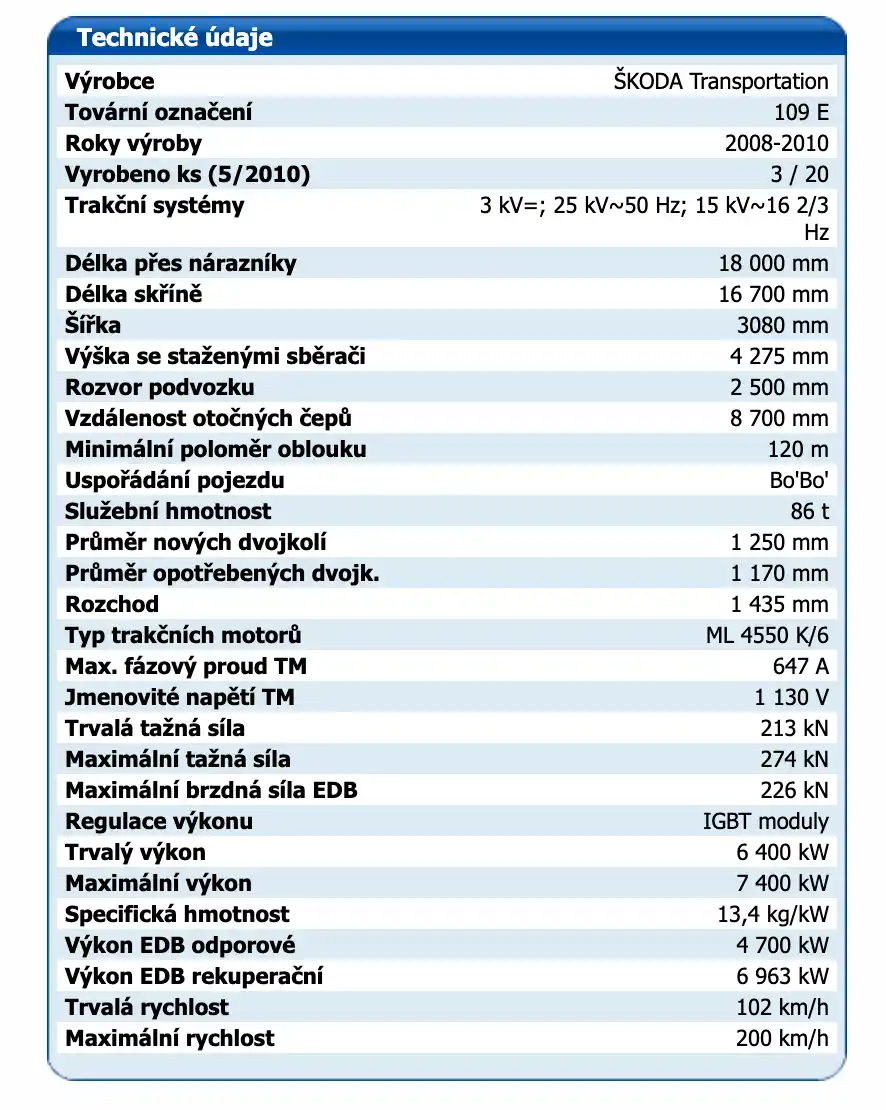 Technické údaje
Výrobce ŠKODA Transportation
Tovární označení 109 E
Roky výroby 2008-2010
Vyrobeno ks (5/2010) 3 / 20
Trakční systémy 3 kV=; 25 kV~50 Hz; 15 kV~16 2/3
Hz
Délka přes nárazníky 18 000 mm
Délka skříně 16 700 mm
Šířka 3080 mm
Výška se staženými sběrači 4 275 mm
Rozvor podvozku 2 500 mm
Vzdálenost otočných čepů 8 700 mm
Minimální poloměr oblouku 120 m
Uspořádání pojezdu Bo'Bo'
Služební hmotnost 86 t
Průměr nových dvojkolí 1 250 mm
Průměr opotřebených dvojk. 1 170 mm
Rozchod 1 435 mm
Typ trakčních motorů ML 4550 K/6
Max. fázový proud TM 647 A
Jmenovité napětí TM 1 130 V
Trvalá tažná síla 213 kN
Maximální tažná síla 274 kN
Maximální brzdná síla EDB 226 kN
Regulace výkonu IGBT moduly
Trvalý výkon 6 400 kW
Maximální výkon 7 400 kW
Specifická hmotnost 13,4 kg/kW
Výkon EDB odporové 4 700 kW
Výkon EDB rekuperační 6 963 kW
Trvalá rychlost 102 km/h
Maximální rychlost 200 km/h